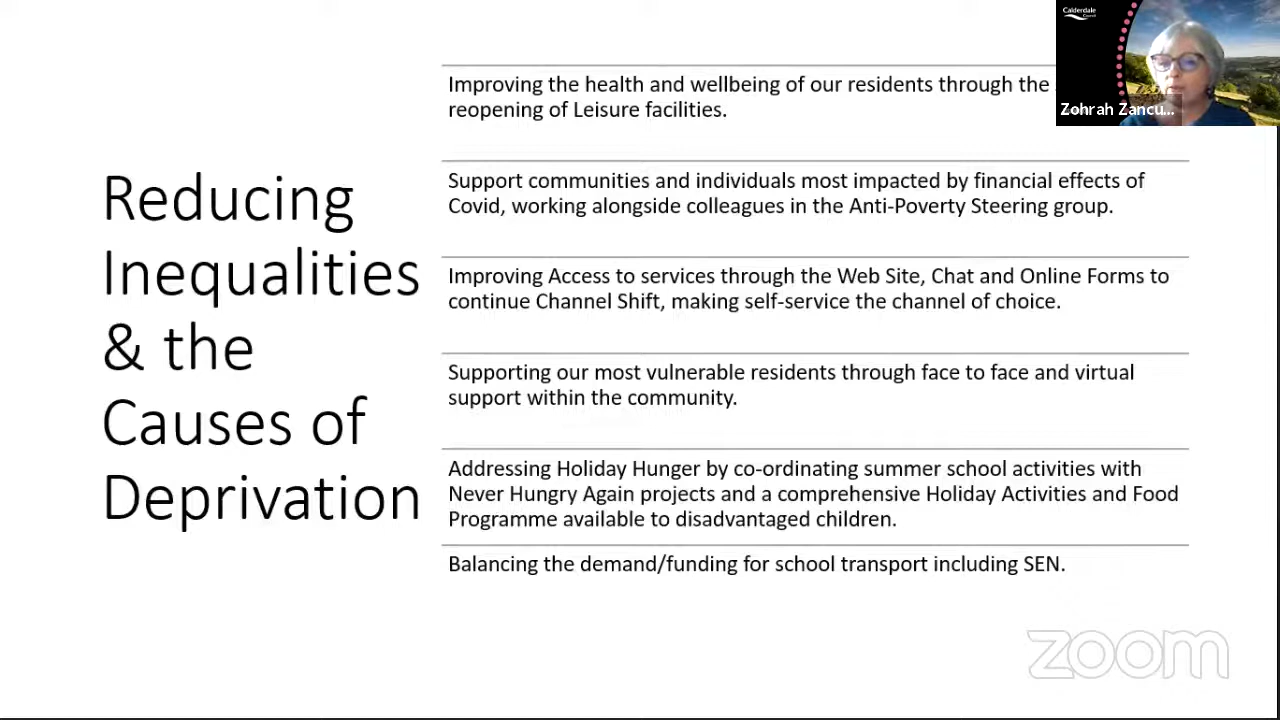 Reducing
Inequalities
& the
Causes of
Deprivation
Improving the health and wellbeing of our residents through the
reopening of Leisure facilities.
Support communities and individuals most impacted by financial effects of
Covid, working alongside colleagues in the Anti-Poverty Steering group.
Improving Access to services through the Web Site, Chat and Online Forms to
continue Channel Shift, making self-service the channel of choice.
Supporting our most vulnerable residents through face to face and virtual
support within the community.
Addressing Holiday Hunger by co-ordinating summer school activities with
Never Hungry Again projects and a comprehensive Holiday Activities and Food
Programme available to disadvantaged children.
Balancing the demand/funding for school transport including SEN.
Calderdale
Council
Zohrah Zancu...
zoom